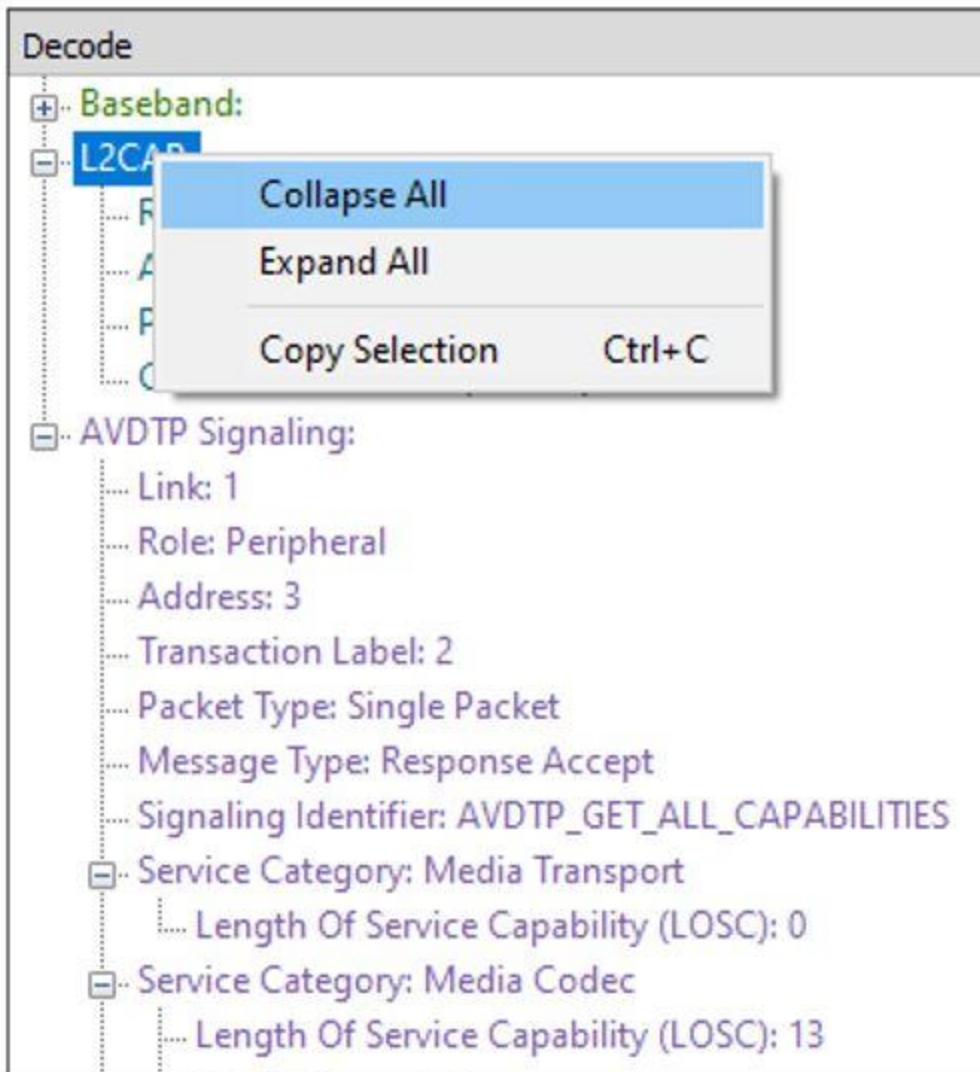 Decode
Baseband:
L2CAP
Collapse All
Expand All
Copy Selection Ctrl+C
AVDTP Signaling:
Link: 1
Role: Peripheral
Address: 3
Transaction Label: 2
Packet Type: Single Packet
Message Type: Response Accept
Signaling Identifier: AVDTP_GET_ALL_CAPABILITIES
Service Category: Media Transport
Length Of Service Capability (LOSC): 0
Service Category: Media Codec
Length Of Service Capability (LOSC): 13